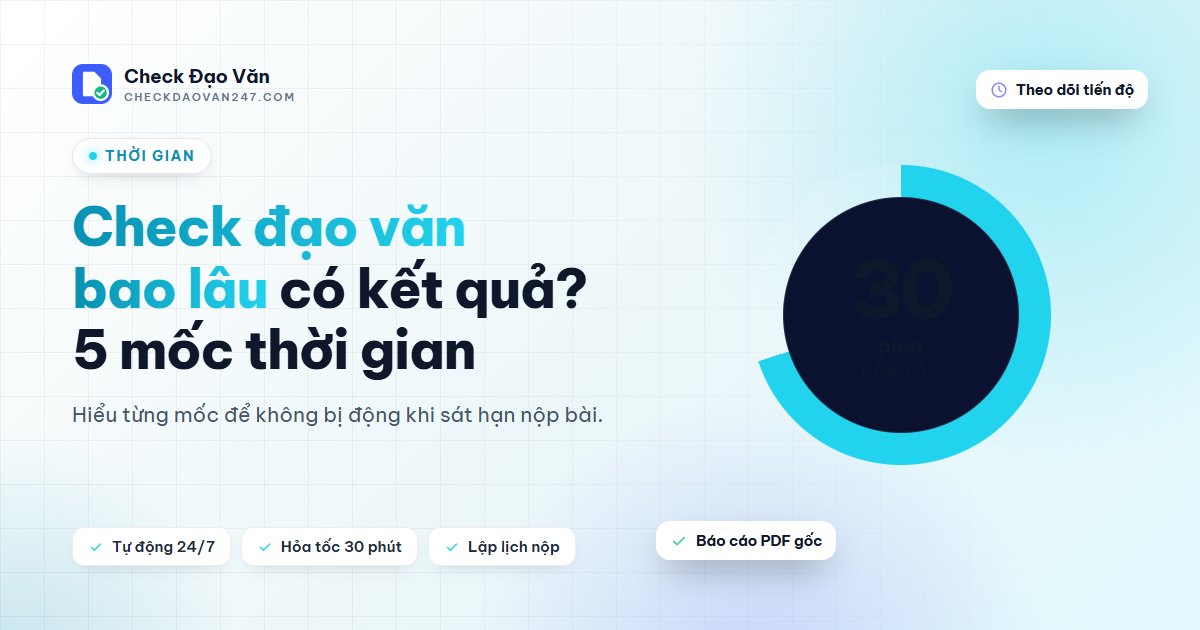 Check Đạo Văn
CHECKDAOVAN247.COM
Theo dõi tiến độ
THỜI GIAN
Check đạo văn
bao lâu có kết quả?
5 mốc thời gian
Hiểu từng mốc để không bị động khi sát hạn nộp bài.
30
phút
HỎA TỐC
Tự động 24/7
Hỏa tốc 30 phút
Lập lịch nộp
Báo cáo PDF gốc